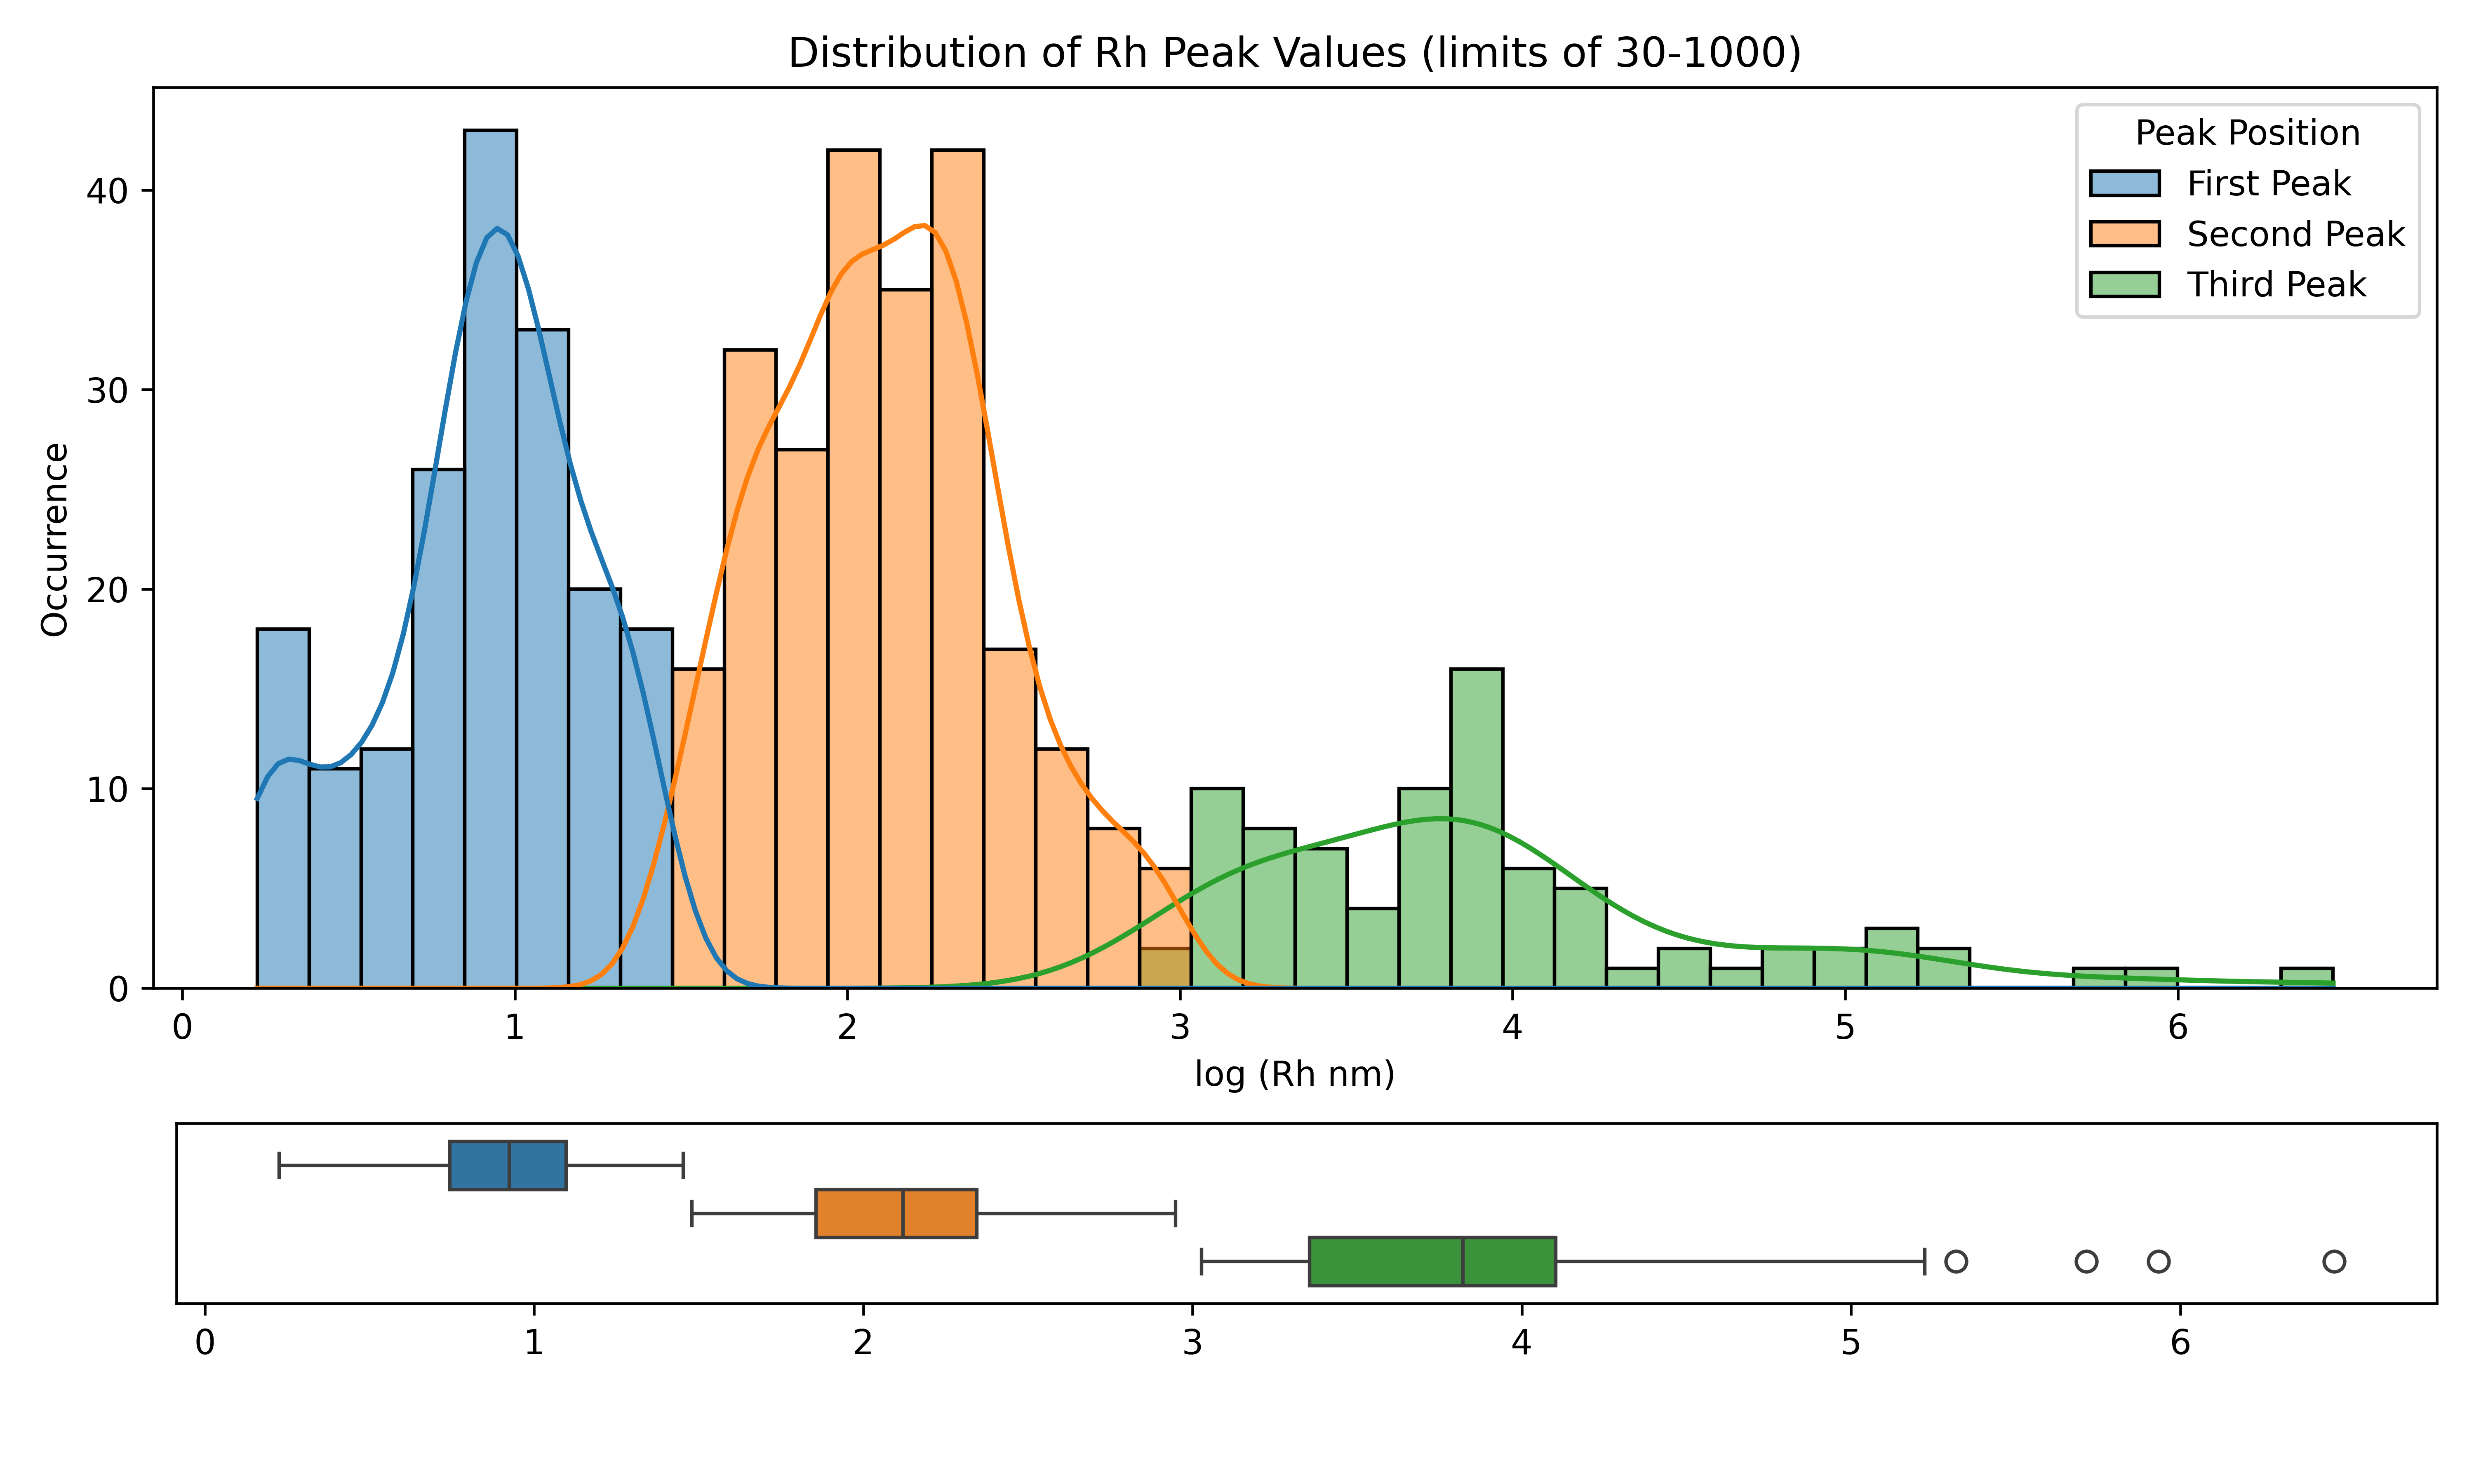 Distribution of Rh Peak Values (limits of 30-1000)
Peak Position
First Peak
Second Peak
Third Peak
Occurrence
40
30
20
10
0
0 1 2 3 4 5 6
log (Rh nm)
0 1 2 3 4 5 6